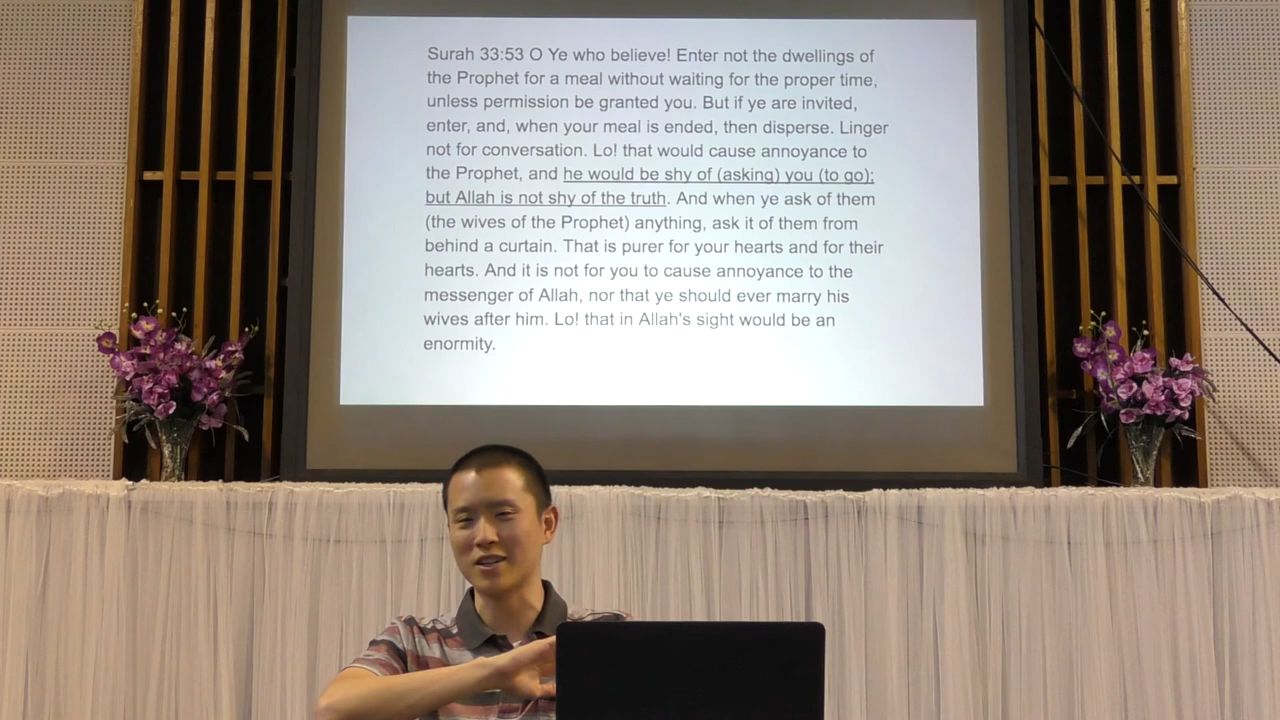 Surah 33:53 O Ye who believe! Enter not the dwellings of
the Prophet for a meal without waiting for the proper time,
unless permission be granted you. But if ye are invited,
enter, and, when your meal is ended, then disperse. Linger
not for conversation. Lo! that would cause annoyance to
the Prophet, and he would be shy of (asking) you (to go);
but Allah is not shy of the truth. And when ye ask of them
(the wives of the Prophet) anything, ask it of them from
behind a curtain. That is purer for your hearts and for their
hearts. And it is not for you to cause annoyance to the
messenger of Allah, nor that ye should ever marry his
wives after him. Lo! that in Allah's sight would be an
enormity.